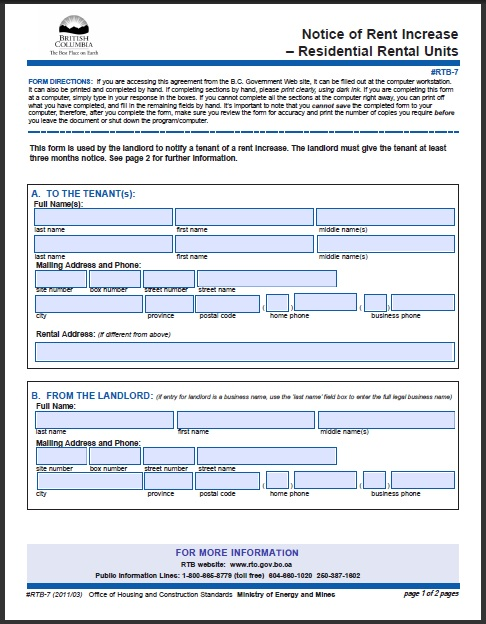 BRITISH
COLUMBIA
The Best Place on Earth
Notice of Rent Increase
– Residential Rental Units
#RTB-7
FORM DIRECTIONS: If you are accessing this agreement from the B.C. Government Web site, it can be filled out at the computer workstation.
It can also be printed and completed by hand. If completing sections by hand, please print clearly, using dark ink. If you are completing this form
at a computer, simply type in your response in the boxes. If you cannot complete all the sections at the computer right away, you can print off
what you have completed, and fill in the remaining fields by hand. It's important to note that you cannot save the completed form to your
computer, therefore, after you complete the form, make sure you review the form for accuracy and print the number of copies you require before
you leave the document or shut down the program/computer.
This form is used by the landlord to notify a tenant of a rent increase. The landlord must give the tenant at least
three months notice. See page 2 for further information.
A. TO THE TENANT(s):
Full Name(s):
last name first name middle name(s)
last name first name middle name(s)
Mailing Address and Phone:
site number box number street number street name
( ) ( )
city province postal code home phone business phone
Rental Address: (if different from above)
B. FROM THE LANDLORD: (if entry for landlord is a business name, use the 'last name' field box to enter the full legal business name)
Full Name:
last name first name middle name(s)
Mailing Address and Phone:
site number box number street number street name
( ) ( )
city province postal code home phone business phone
FOR MORE INFORMATION
RTB website: www.rto.gov.bc.ca
Public Information Lines: 1-800-665-8779 (toll free) 604-660-1020 250-387-1602
#RTB-7 (2011/03) Office of Housing and Construction Standards Ministry of Energy and Mines page 1 of 2 pages